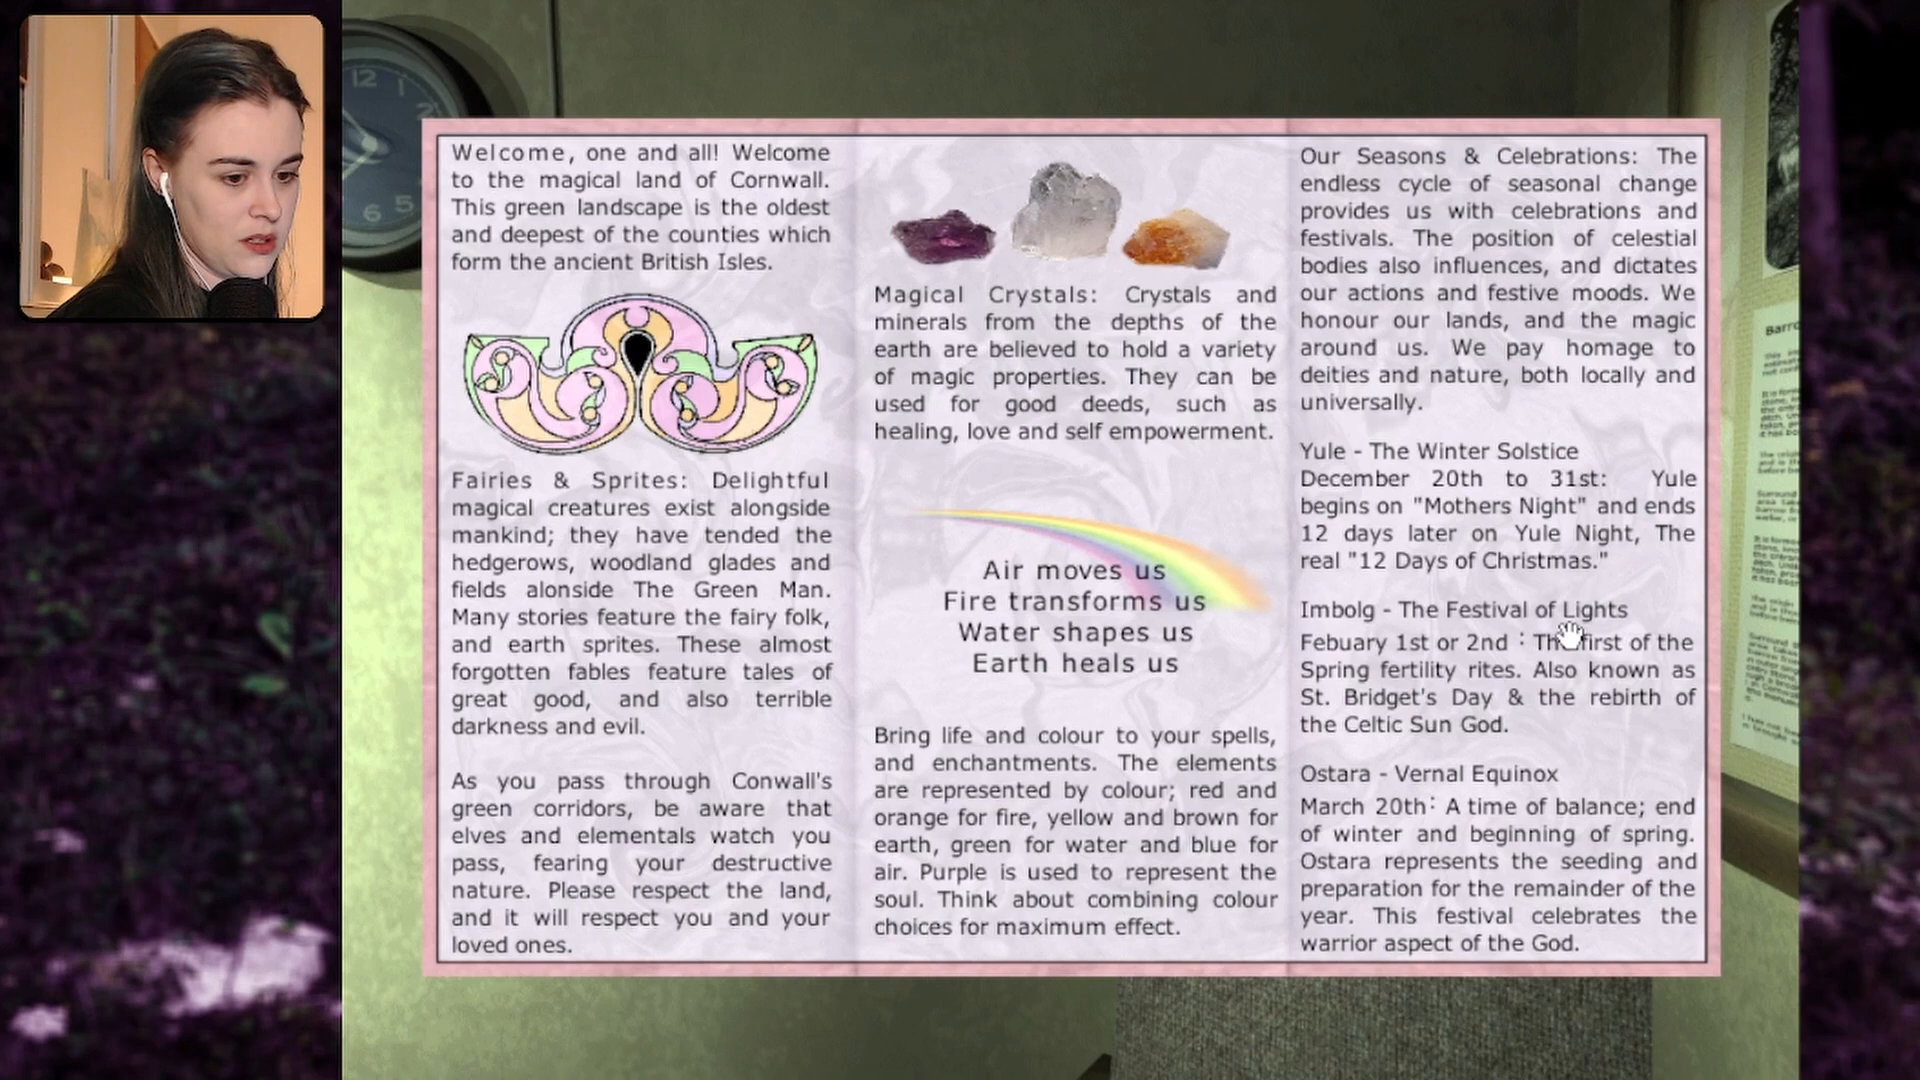 12
1
2
5
6
Welcome, one and all! Welcome
to the magical land of Cornwall.
This green landscape is the oldest
and deepest of the counties which
form the ancient British Isles.
Fairies & Sprites: Delightful
magical creatures exist alongside
mankind; they have tended the
hedgerows, woodland glades and
fields alonside The Green Man.
Many stories feature the fairy folk,
and earth sprites. These almost
forgotten fables feature tales of
great good, and also terrible
darkness and evil.
As you pass through Conwall's
green corridors, be aware that
elves and elementals watch you
pass, fearing your destructive
nature. Please respect the land,
and it will respect you and your
loved ones.
Magical Crystals: Crystals and
minerals from the depths of the
earth are believed to hold a variety
of magic properties. They can be
used for good deeds, such as
healing, love and self empowerment.
Air moves us
Fire transforms us
Water shapes us
Earth heals us
Bring life and colour to your spells,
and enchantments. The elements
are represented by colour; red and
orange for fire, yellow and brown for
earth, green for water and blue for
air. Purple is used to represent the
soul. Think about combining colour
choices for maximum effect.
Our Seasons & Celebrations: The
endless cycle of seasonal change
provides us with celebrations and
festivals. The position of celestial
bodies also influences, and dictates
our actions and festive moods. We
honour our lands, and the magic
around us. We pay homage to
deities and nature, both locally and
universally.
Yule - The Winter Solstice
December 20th to 31st: Yule
begins on "Mothers Night" and ends
12 days later on Yule Night, The
real "12 Days of Christmas."
Imbolg - The Festival of Lights
Febuary 1st or 2nd : The first of the
Spring fertility rites. Also known as
St. Bridget's Day & the rebirth of
the Celtic Sun God.
Ostara - Vernal Equinox
March 20th: A time of balance; end
of winter and beginning of spring.
Ostara represents the seeding and
preparation for the remainder of the
year. This festival celebrates the
warrior aspect of the God.